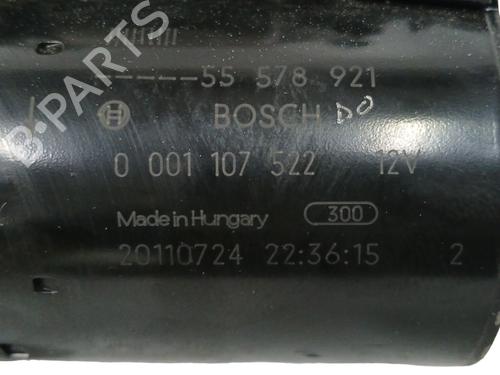 ----55 578 921
BOSCH DO
0 001 107 522 12V
Made in Hungary 300
20110724 22:36:15 2
B-PARTS